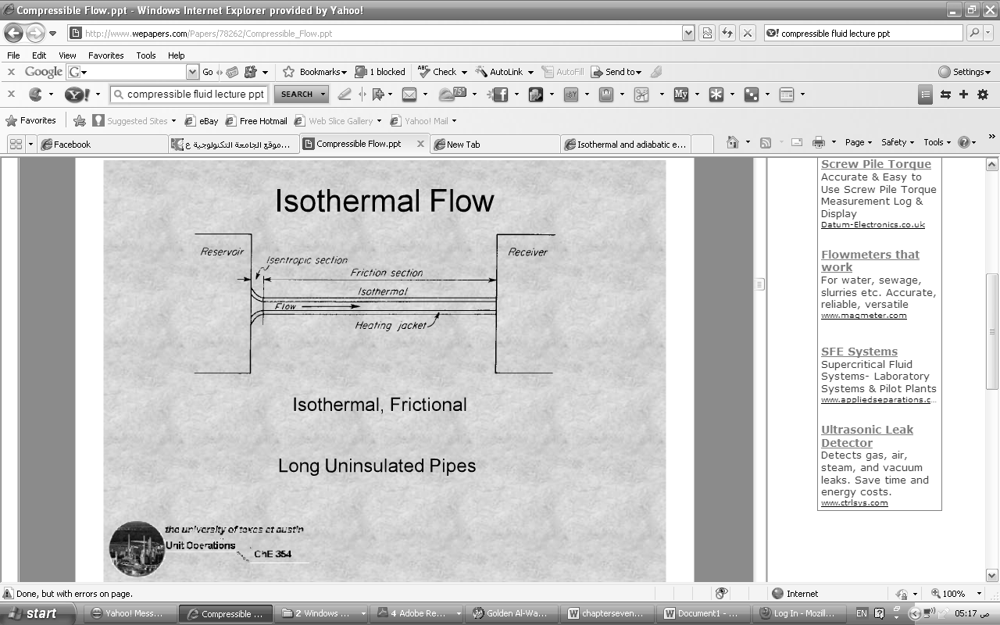 Compressible Flow.ppt - Windows Internet Explorer provided by Yahoo!
http://www.wepapers.com/Papers/78262/Compressible_Flow.ppt
compressible fluid lecture ppt
File Edit View Favorites Tools Help
Google G Go Bookmarks 1 blocked ABC Check AutoLink AutoFill Send to Settings
Y! compressible fluid lecture ppt SEARCH 75° My
Favorites Suggested Sites eBay Free Hotmail Web Slice Gallery Yahoo! Mail
Facebook موقع الجامعة التكنولوجية ع... Compressible Flow.ppt New Tab Isothermal and adiabatic e... Page Safety Tools
Isothermal Flow
Reservoir
Isentropic section
Receiver
Friction section
Isothermal
Flow
Heating jacket
Isothermal, Frictional
Long Uninsulated Pipes
the university of texas at austin
Unit Operations
ChE 354
Screw Pile Torque
Accurate & Easy to
Use Screw Pile Torque
Measurement Log &
Display
Datum-Electronics.co.uk
Flowmeters that
work
For water, sewage,
slurries etc. Accurate,
reliable, versatile
www.magmeter.com
SFE Systems
Supercritical Fluid
Systems- Laboratory
Systems & Pilot Plants
www.appliedseparations.c...
Ultrasonic Leak
Detector
Detects gas, air,
steam, and vacuum
leaks. Save time and
energy costs.
www.ctrlsys.com
Done, but with errors on page. Internet 100%
start Yahoo! Mess... Compressible ... 2 Windows ... 4 Adobe Re... Golden Al-Wa... chapterseven... Document1 - ... Log In - Mozill... EN 05:17 ص